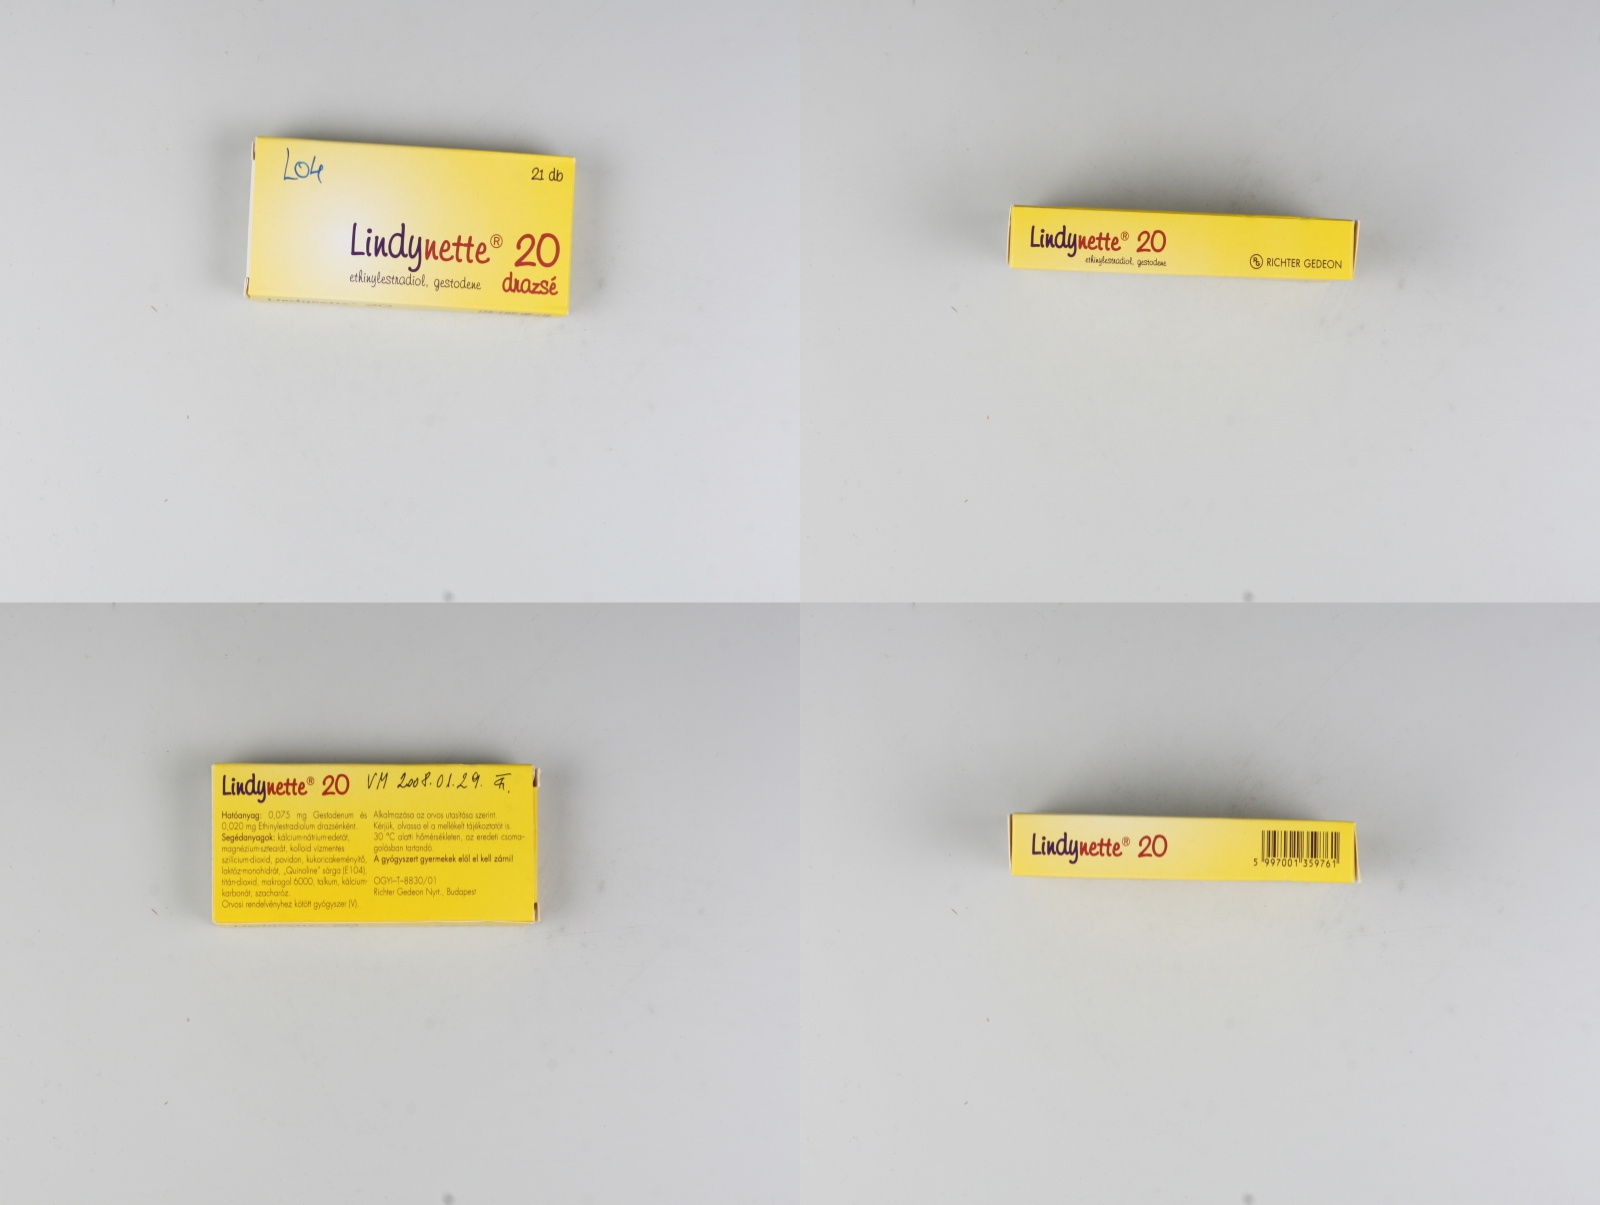 L04
21 db
Lindynette® 20
ethinylestradiol, gestodene drazsé
Lindynette® 20
ethinylestradiol, gestodene
RICHTER GEDEON
Lindynette® 20 VM 2008.01.29.
Hatóanyag: 0,075 mg Gestodenum és
0,020 mg Ethinylestradiolum drazsénként.
Segédanyagok: kálcium-nátrium-edetát,
magnézium-sztearát, kolloid vízmentes
szilícium-dioxid, povidon, kukoricakeményítő,
laktóz-monohidrát, „Quinoline" sárga (E 104),
titán-dioxid, makrogol 6000, talkum, kálcium-
karbonát, szacharóz.
Orvosi rendelvényhez kötött gyógyszer (V).
Alkalmazása az orvos utasítása szerint.
Kérjük, olvassa el a mellékelt tájékoztatót is.
30 °C alatti hőmérsékleten, az eredeti csoma-
golásban tartandó.
A gyógyszert gyermekek elől el kell zárni!
OGYI-T-8830/01
Richter Gedeon Nyrt., Budapest
Lindynette® 20
5 997001 359761